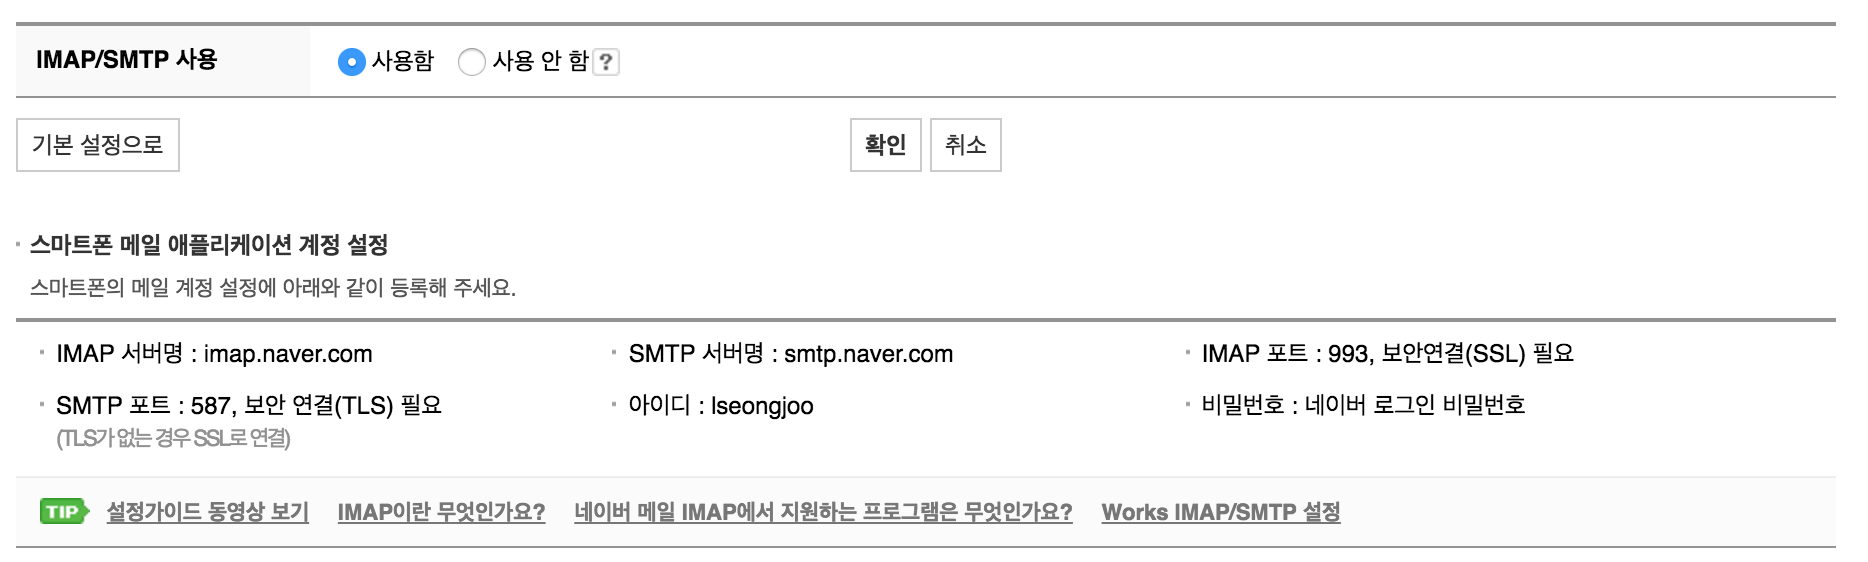 IMAP/SMTP 사용 사용함 사용 안 함 ?
기본 설정으로 확인 취소
스마트폰 메일 애플리케이션 계정 설정
스마트폰의 메일 계정 설정에 아래와 같이 등록해 주세요.
IMAP 서버명 : imap.naver.com SMTP 서버명 : smtp.naver.com IMAP 포트 : 993, 보안연결(SSL) 필요
SMTP 포트 : 587, 보안 연결(TLS) 필요 아이디 : lseongjoo 비밀번호 : 네이버 로그인 비밀번호
(TLS가 없는 경우 SSL로 연결)
TIP 설정가이드 동영상 보기 IMAP이란 무엇인가요? 네이버 메일 IMAP에서 지원하는 프로그램은 무엇인가요? Works IMAP/SMTP 설정